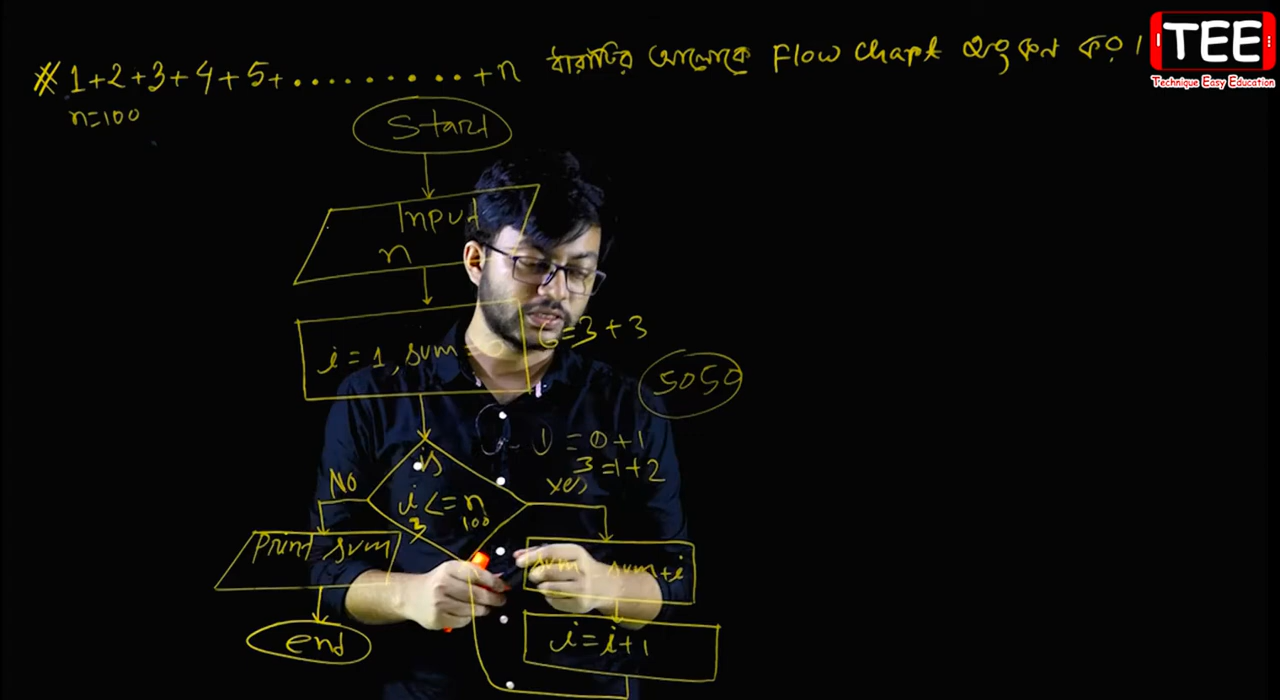 TEE
Technique Easy Education
* 1+2+3+4+5+..........+n ধারাটির আলোকে Flow Chart অঙ্কন কর।
n=100
Start
Input
n
i=1, sum=0
6=3+3
5050
1=0+1
3=1+2
is
i<=n
3 100
No
Yes
Print sum
sum = sum+i
i=i+1
end